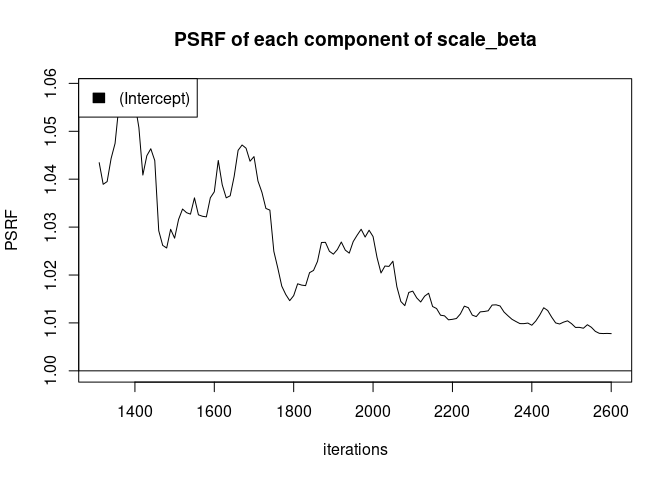 PSRF of each component of scale_beta
(Intercept)
PSRF
1.06
1.05
1.04
1.03
1.02
1.01
1.00
1400 1600 1800 2000 2200 2400 2600
iterations